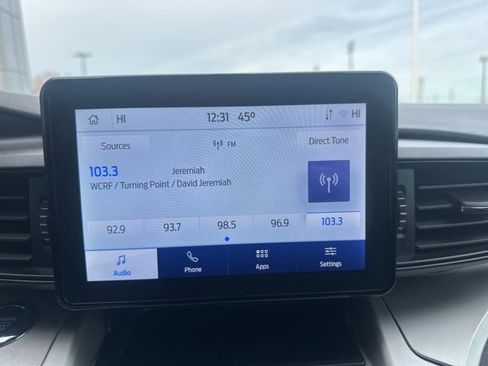 HI 12:31 45° HI
Sources FM Direct Tune
103.3 Jeremiah
WCRF / Turning Point / David Jeremiah
92.9 93.7 98.5 96.9 103.3
Audio Phone Apps Settings